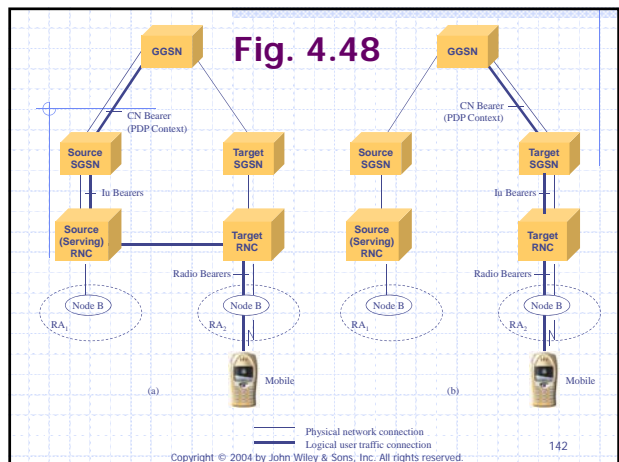 Fig. 4.48
GGSN
CN Bearer
(PDP Context)
Source
SGSN
Target
SGSN
Iu Bearers
Source
(Serving)
RNC
Target
RNC
Radio Bearers
Node B
Node B
RA1
RA2
Mobile
(a)
GGSN
CN Bearer
(PDP Context)
Source
SGSN
Target
SGSN
Iu Bearers
Source
(Serving)
RNC
Target
RNC
Radio Bearers
Node B
Node B
RA1
RA2
Mobile
(b)
Physical network connection
Logical user traffic connection
142
Copyright © 2004 by John Wiley & Sons, Inc. All rights reserved.